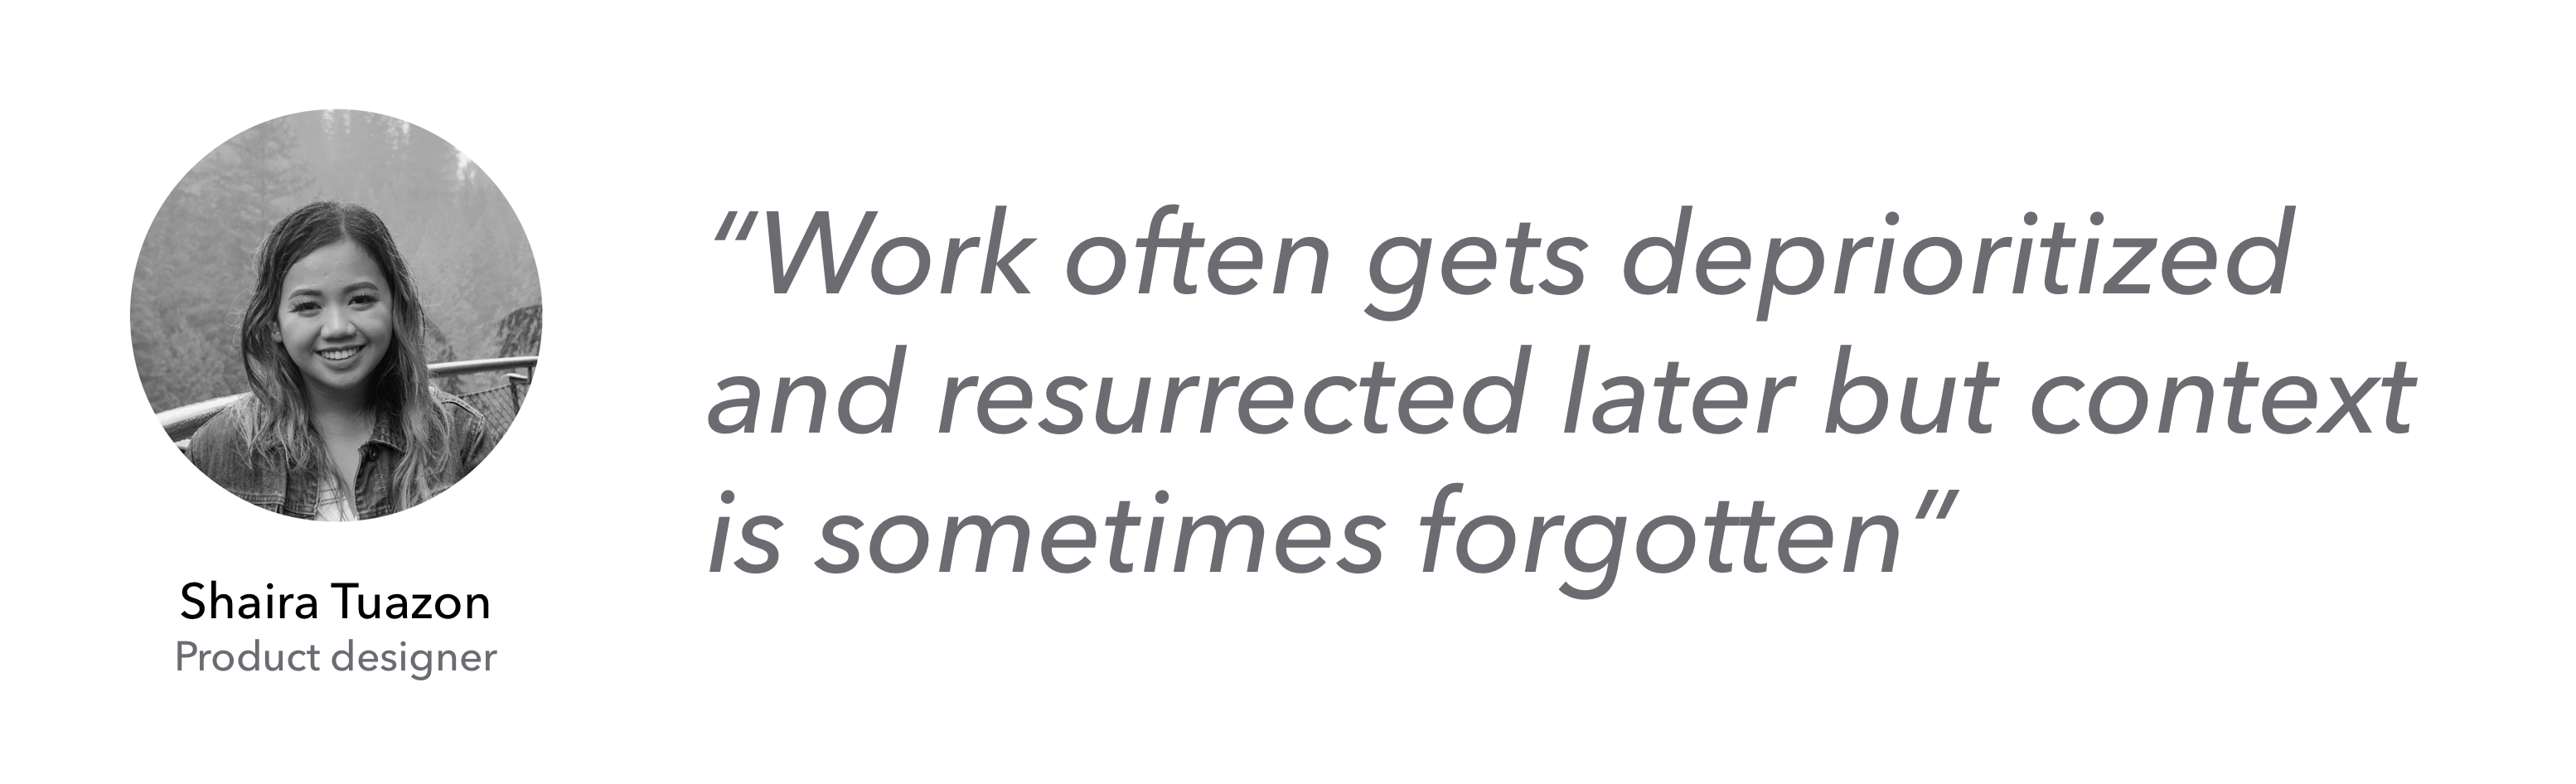 “Work often gets deprioritized
and resurrected later but context
is sometimes forgotten”
Shaira Tuazon
Product designer